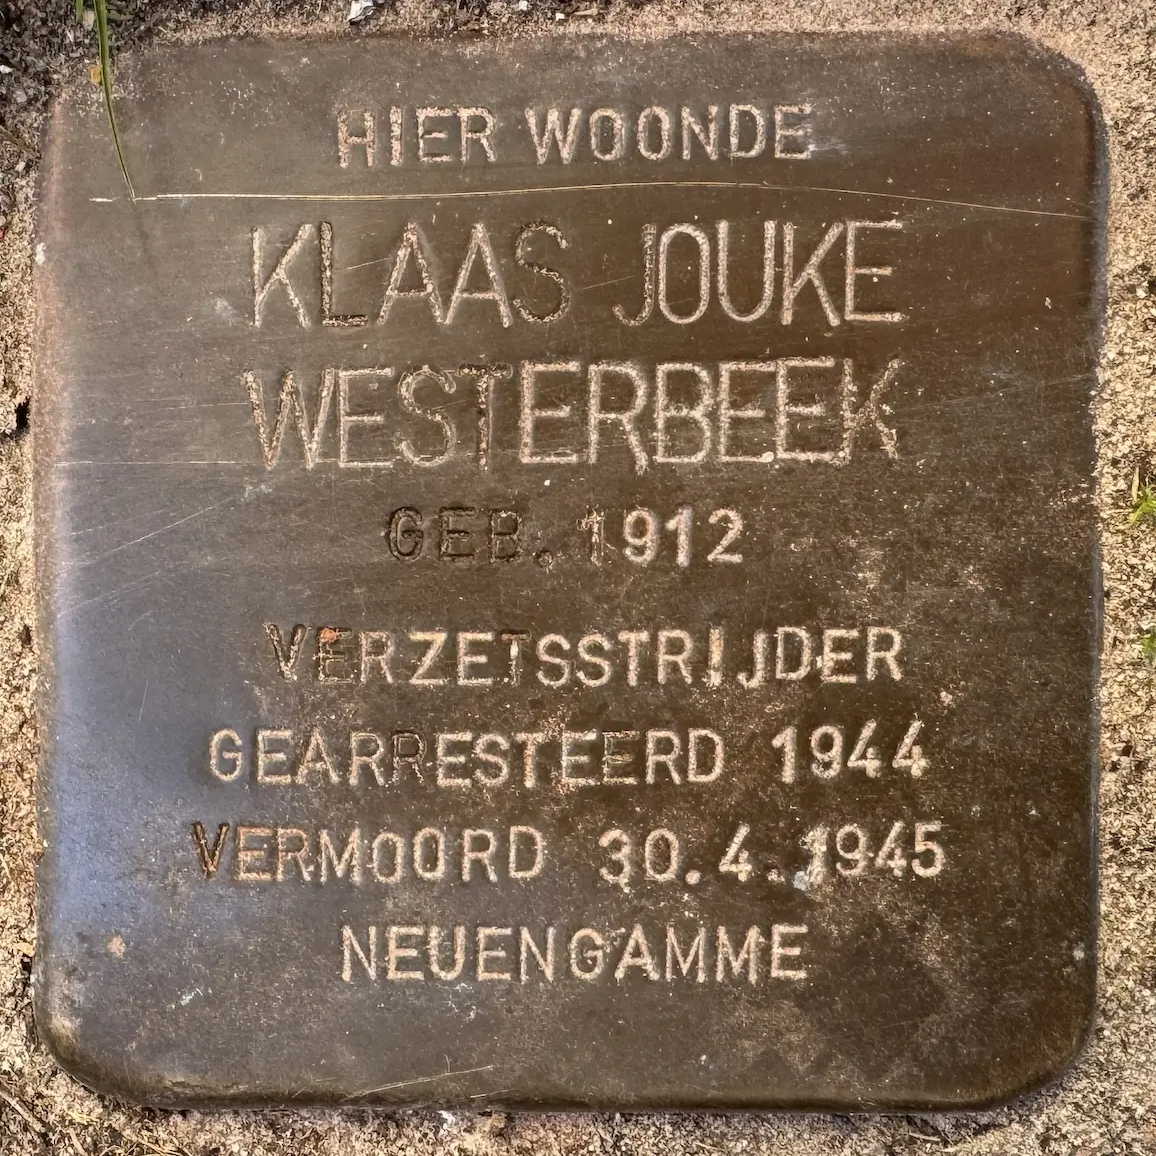 HIER WOONDE
KLAAS JOUKE
WESTERBEEK
GEB. 1912
VERZETSSTRIJDER
GEARRESTEERD 1944
VERMOORD 30.4.1945
NEUENGAMME